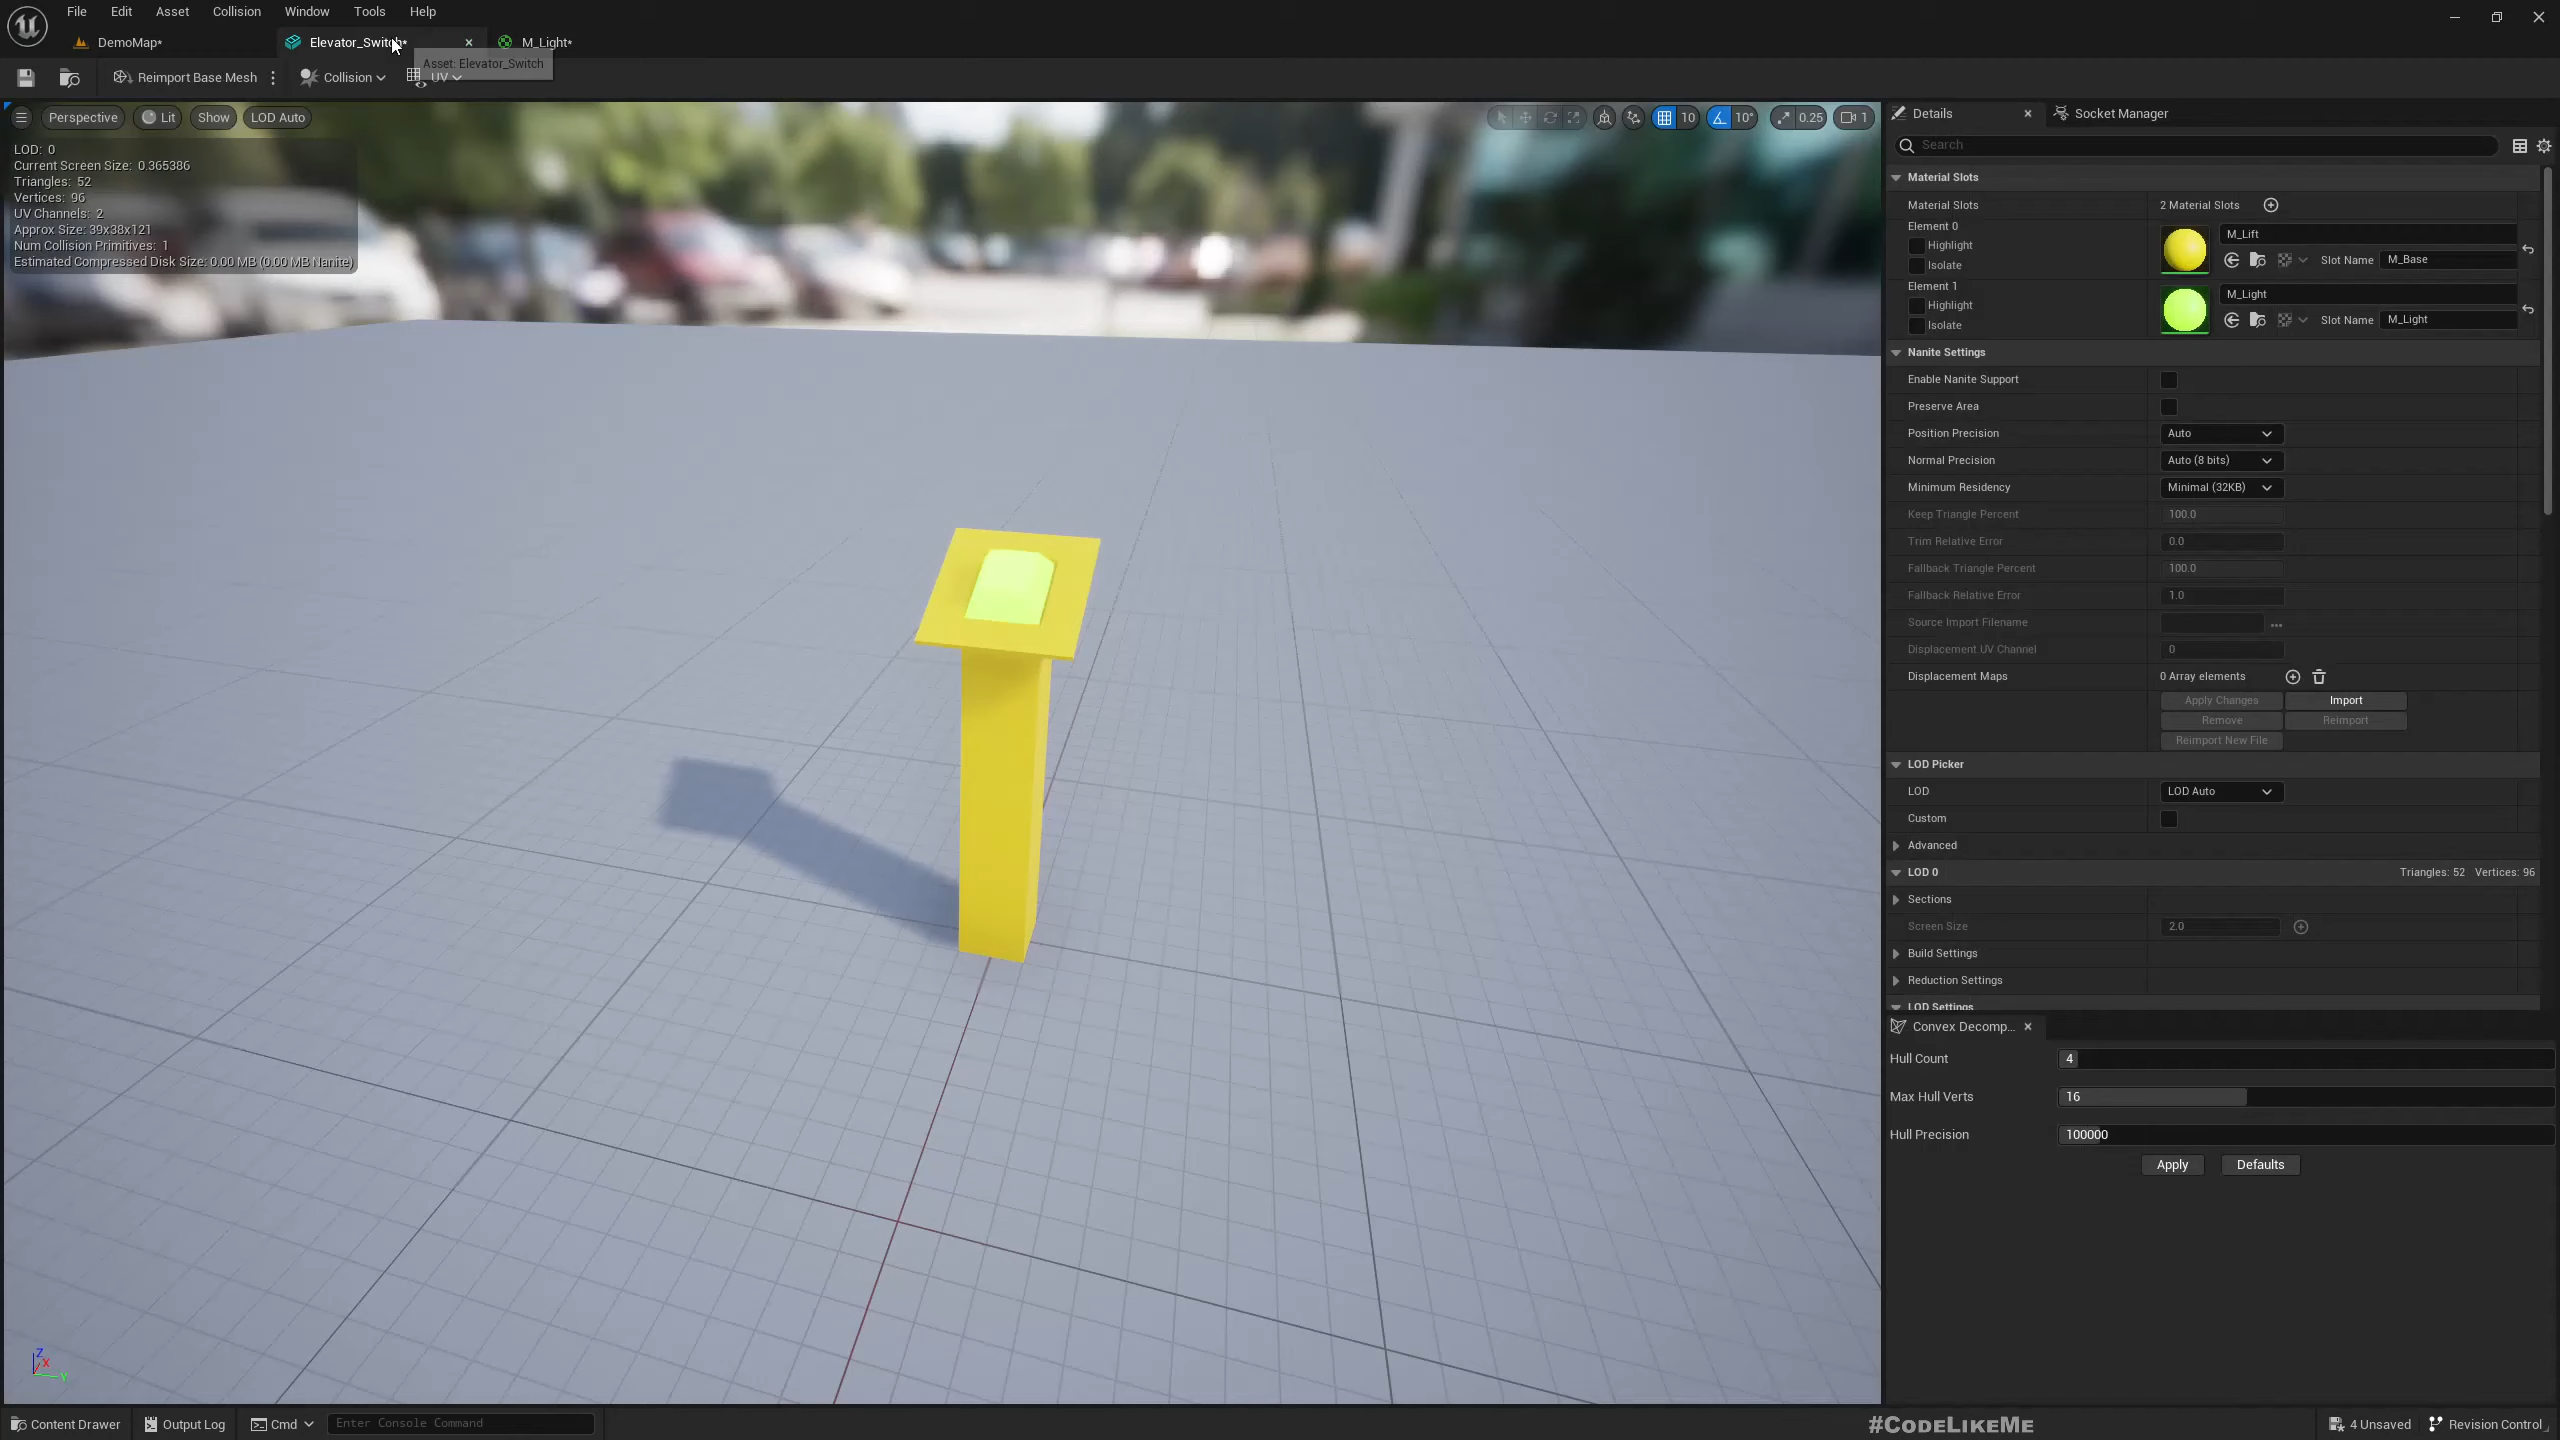 File Edit Asset Collision Window Tools Help
DemoMap* Elevator_Switch* M_Light*
Asset: Elevator_Switch
Reimport Base Mesh Collision UV
Perspective Lit Show LOD Auto 10 10° 0.25 1
LOD: 0
Current Screen Size: 0.365386
Triangles: 52
Vertices: 96
UV Channels: 2
Approx Size: 39x38x121
Num Collision Primitives: 1
Estimated Compressed Disk Size: 0.00 MB (0.00 MB Nanite)
Z
X
Y
Details Socket Manager
Search
Material Slots
Material Slots 2 Material Slots
Element 0 M_Lift
Highlight
Isolate Slot Name M_Base
Element 1 M_Light
Highlight
Isolate Slot Name M_Light
Nanite Settings
Enable Nanite Support
Preserve Area
Position Precision Auto
Normal Precision Auto (8 bits)
Minimum Residency Minimal (32KB)
Keep Triangle Percent 100.0
Trim Relative Error 0.0
Fallback Triangle Percent 100.0
Fallback Relative Error 1.0
Source Import Filename ...
Displacement UV Channel 0
Displacement Maps 0 Array elements
Apply Changes Import
Remove Reimport
Reimport New File
LOD Picker
LOD LOD Auto
Custom
Advanced
LOD 0 Triangles: 52 Vertices: 96
Sections
Screen Size 2.0
Build Settings
Reduction Settings
LOD Settings
Convex Decomp...
Hull Count 4
Max Hull Verts 16
Hull Precision 100000
Apply Defaults
Content Drawer Output Log Cmd Enter Console Command #CodeLikeMe 4 Unsaved Revision Control